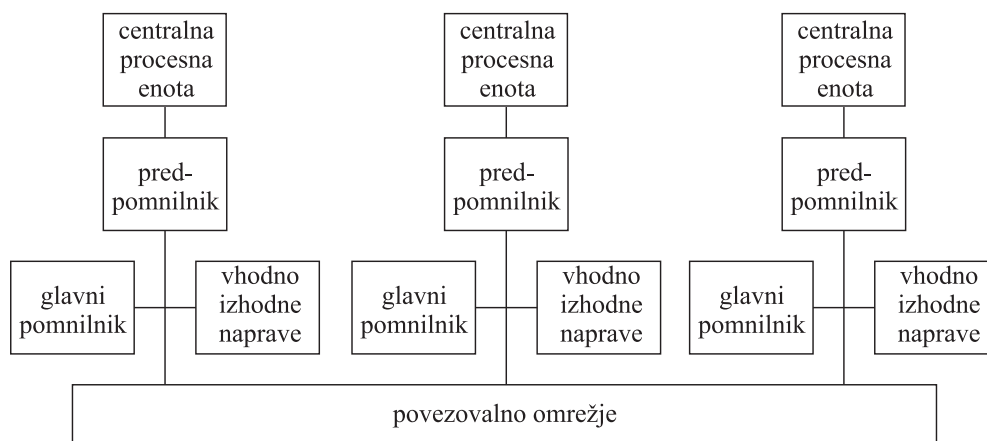 centralna
procesna
enota
centralna
procesna
enota
centralna
procesna
enota
pred-
pomnilnik
pred-
pomnilnik
pred-
pomnilnik
glavni
pomnilnik
vhodno
izhodne
naprave
glavni
pomnilnik
vhodno
izhodne
naprave
glavni
pomnilnik
vhodno
izhodne
naprave
povezovalno omrežje